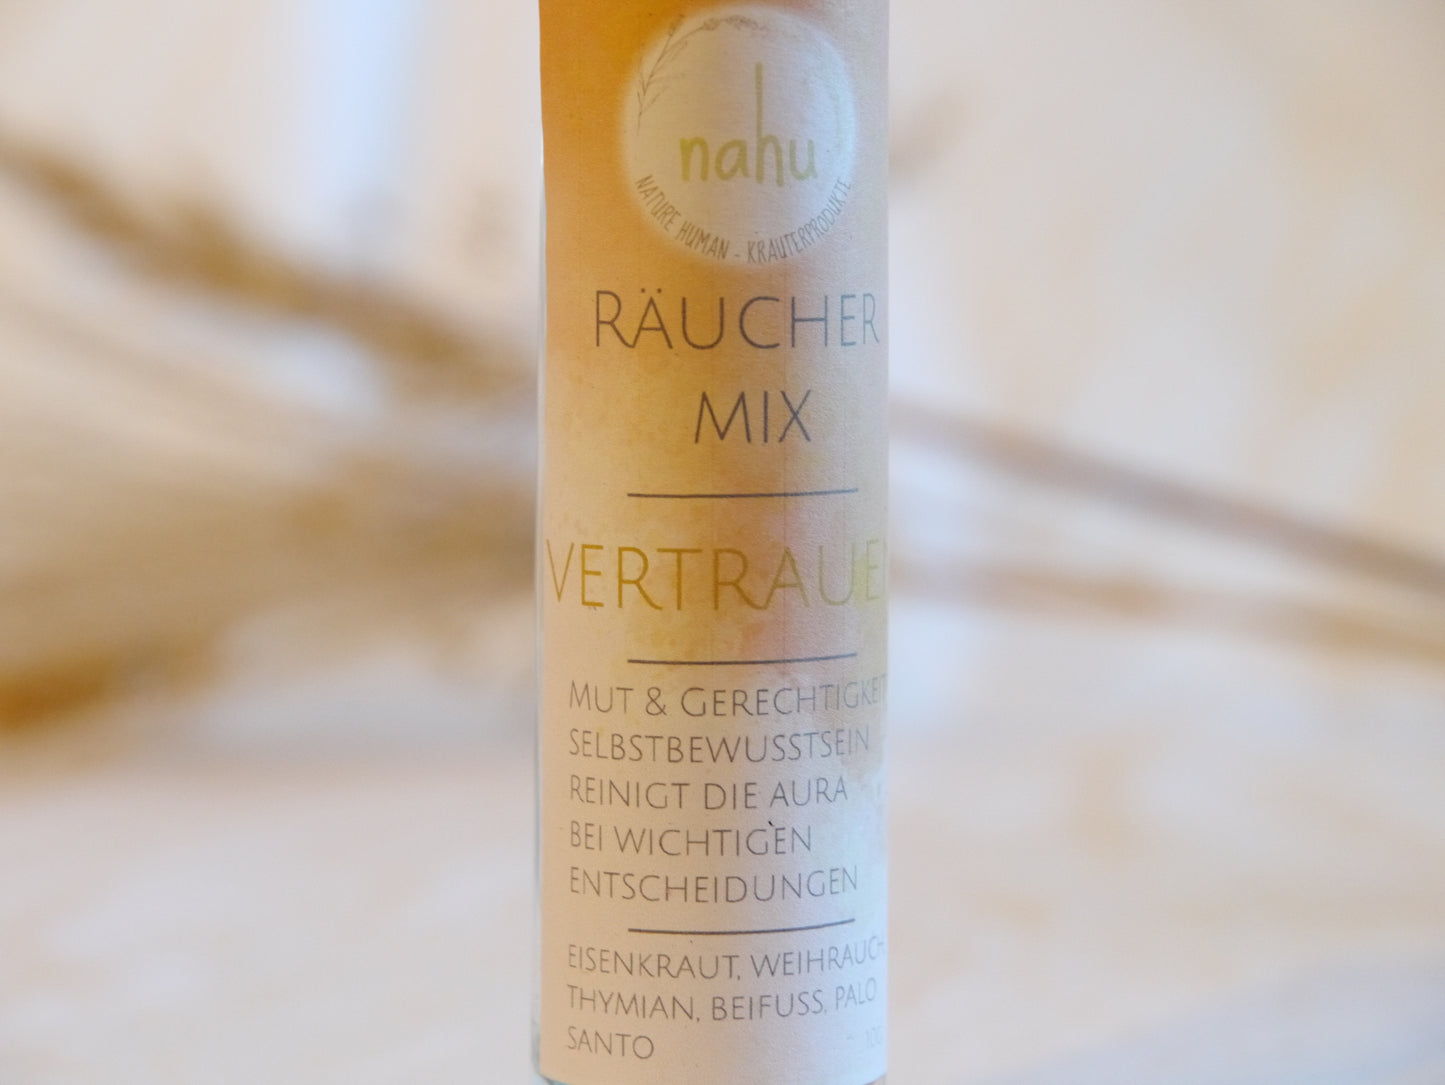 nahu
NATURE HUMAN - KRÄUTERPRODUKTE
RÄUCHER
MIX
VERTRAUEN
MUT & GERECHTIGKEIT
SELBSTBEWUSSTSEIN
REINIGT DIE AURA
BEI WICHTIGEN
ENTSCHEIDUNGEN
EISENKRAUT, WEIHRAUCH,
THYMIAN, BEIFUSS, PALO
SANTO